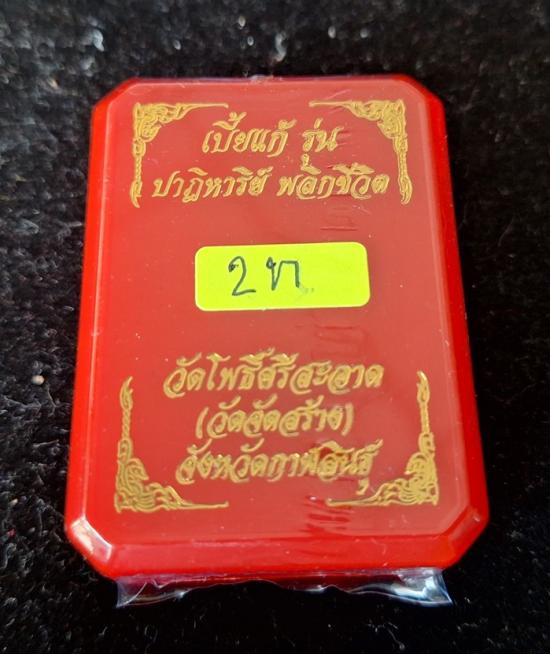 เบี้ยแก้ รุ่น
ปาฏิหาริย์ พลิกชีวิต
2ท
วัดโพธิ์ศรีสะอาด
(วัดจัดสร้าง)
จังหวัดกาฬสินธุ์